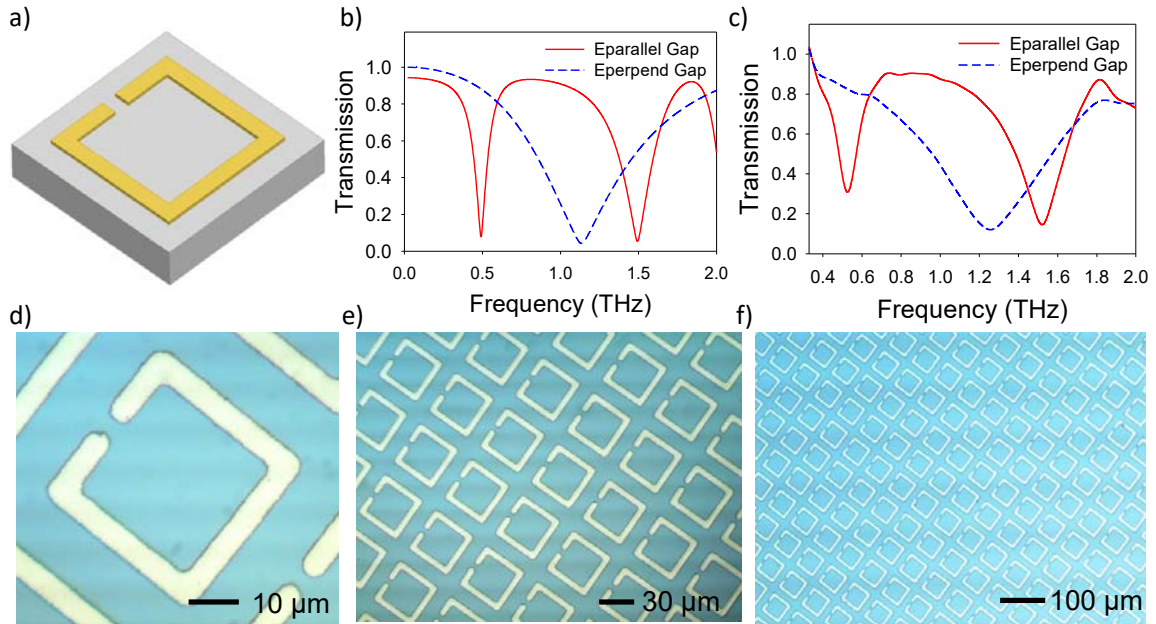 a)
b)
Eparallel Gap
Eperpend Gap
Transmission
1.0
0.8
0.6
0.4
0.2
0.0
0.0 0.5 1.0 1.5 2.0
Frequency (THz)
c)
Eparallel Gap
Eperpend Gap
Transmission
1.0
0.8
0.6
0.4
0.2
0.0
0.4 0.6 0.8 1.0 1.2 1.4 1.6 1.8 2.0
Frequency (THz)
d)
10 µm
e)
30 µm
f)
100 µm